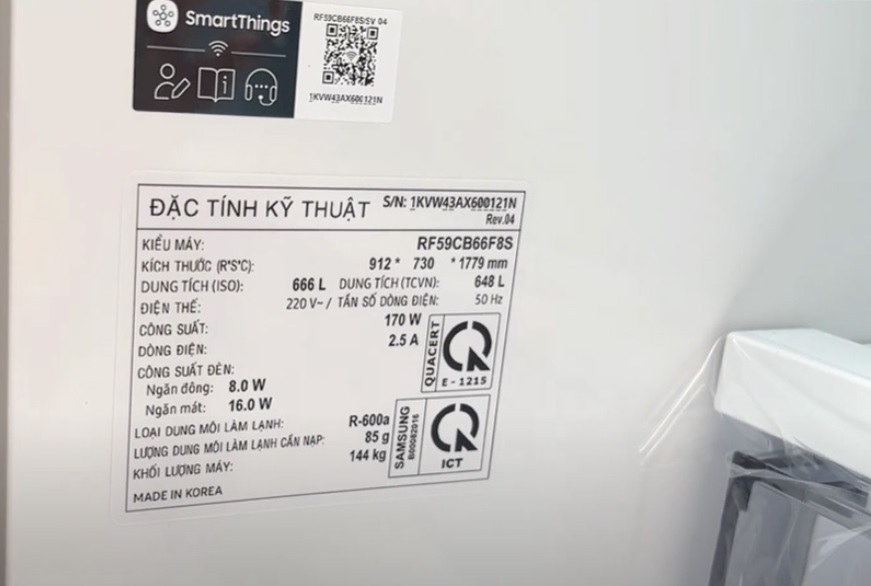 SmartThings
RF59CB66F8S/SV 04
1KVW43AX600121N
ĐẶC TÍNH KỸ THUẬT S/N: 1KVW43AX600121N
Rev.04
KIỂU MÁY: RF59CB66F8S
KÍCH THƯỚC (R*S*C): 912 * 730 * 1779 mm
DUNG TÍCH (ISO): 666 L DUNG TÍCH (TCVN): 648 L
ĐIỆN THẾ: 220 V~ / TẦN SỐ DÒNG ĐIỆN: 50 Hz
CÔNG SUẤT: 170 W
DÒNG ĐIỆN: 2.5 A
CÔNG SUẤT ĐÈN:
Ngăn đông: 8.0 W
Ngăn mát: 16.0 W
LOẠI DUNG MÔI LÀM LẠNH: R-600a
LƯỢNG DUNG MÔI LÀM LẠNH CẦN NẠP: 85 g
KHỐI LƯỢNG MÁY: 144 kg
MADE IN KOREA
QUACERT
E - 1215
SAMSUNG
B00082016
ICT